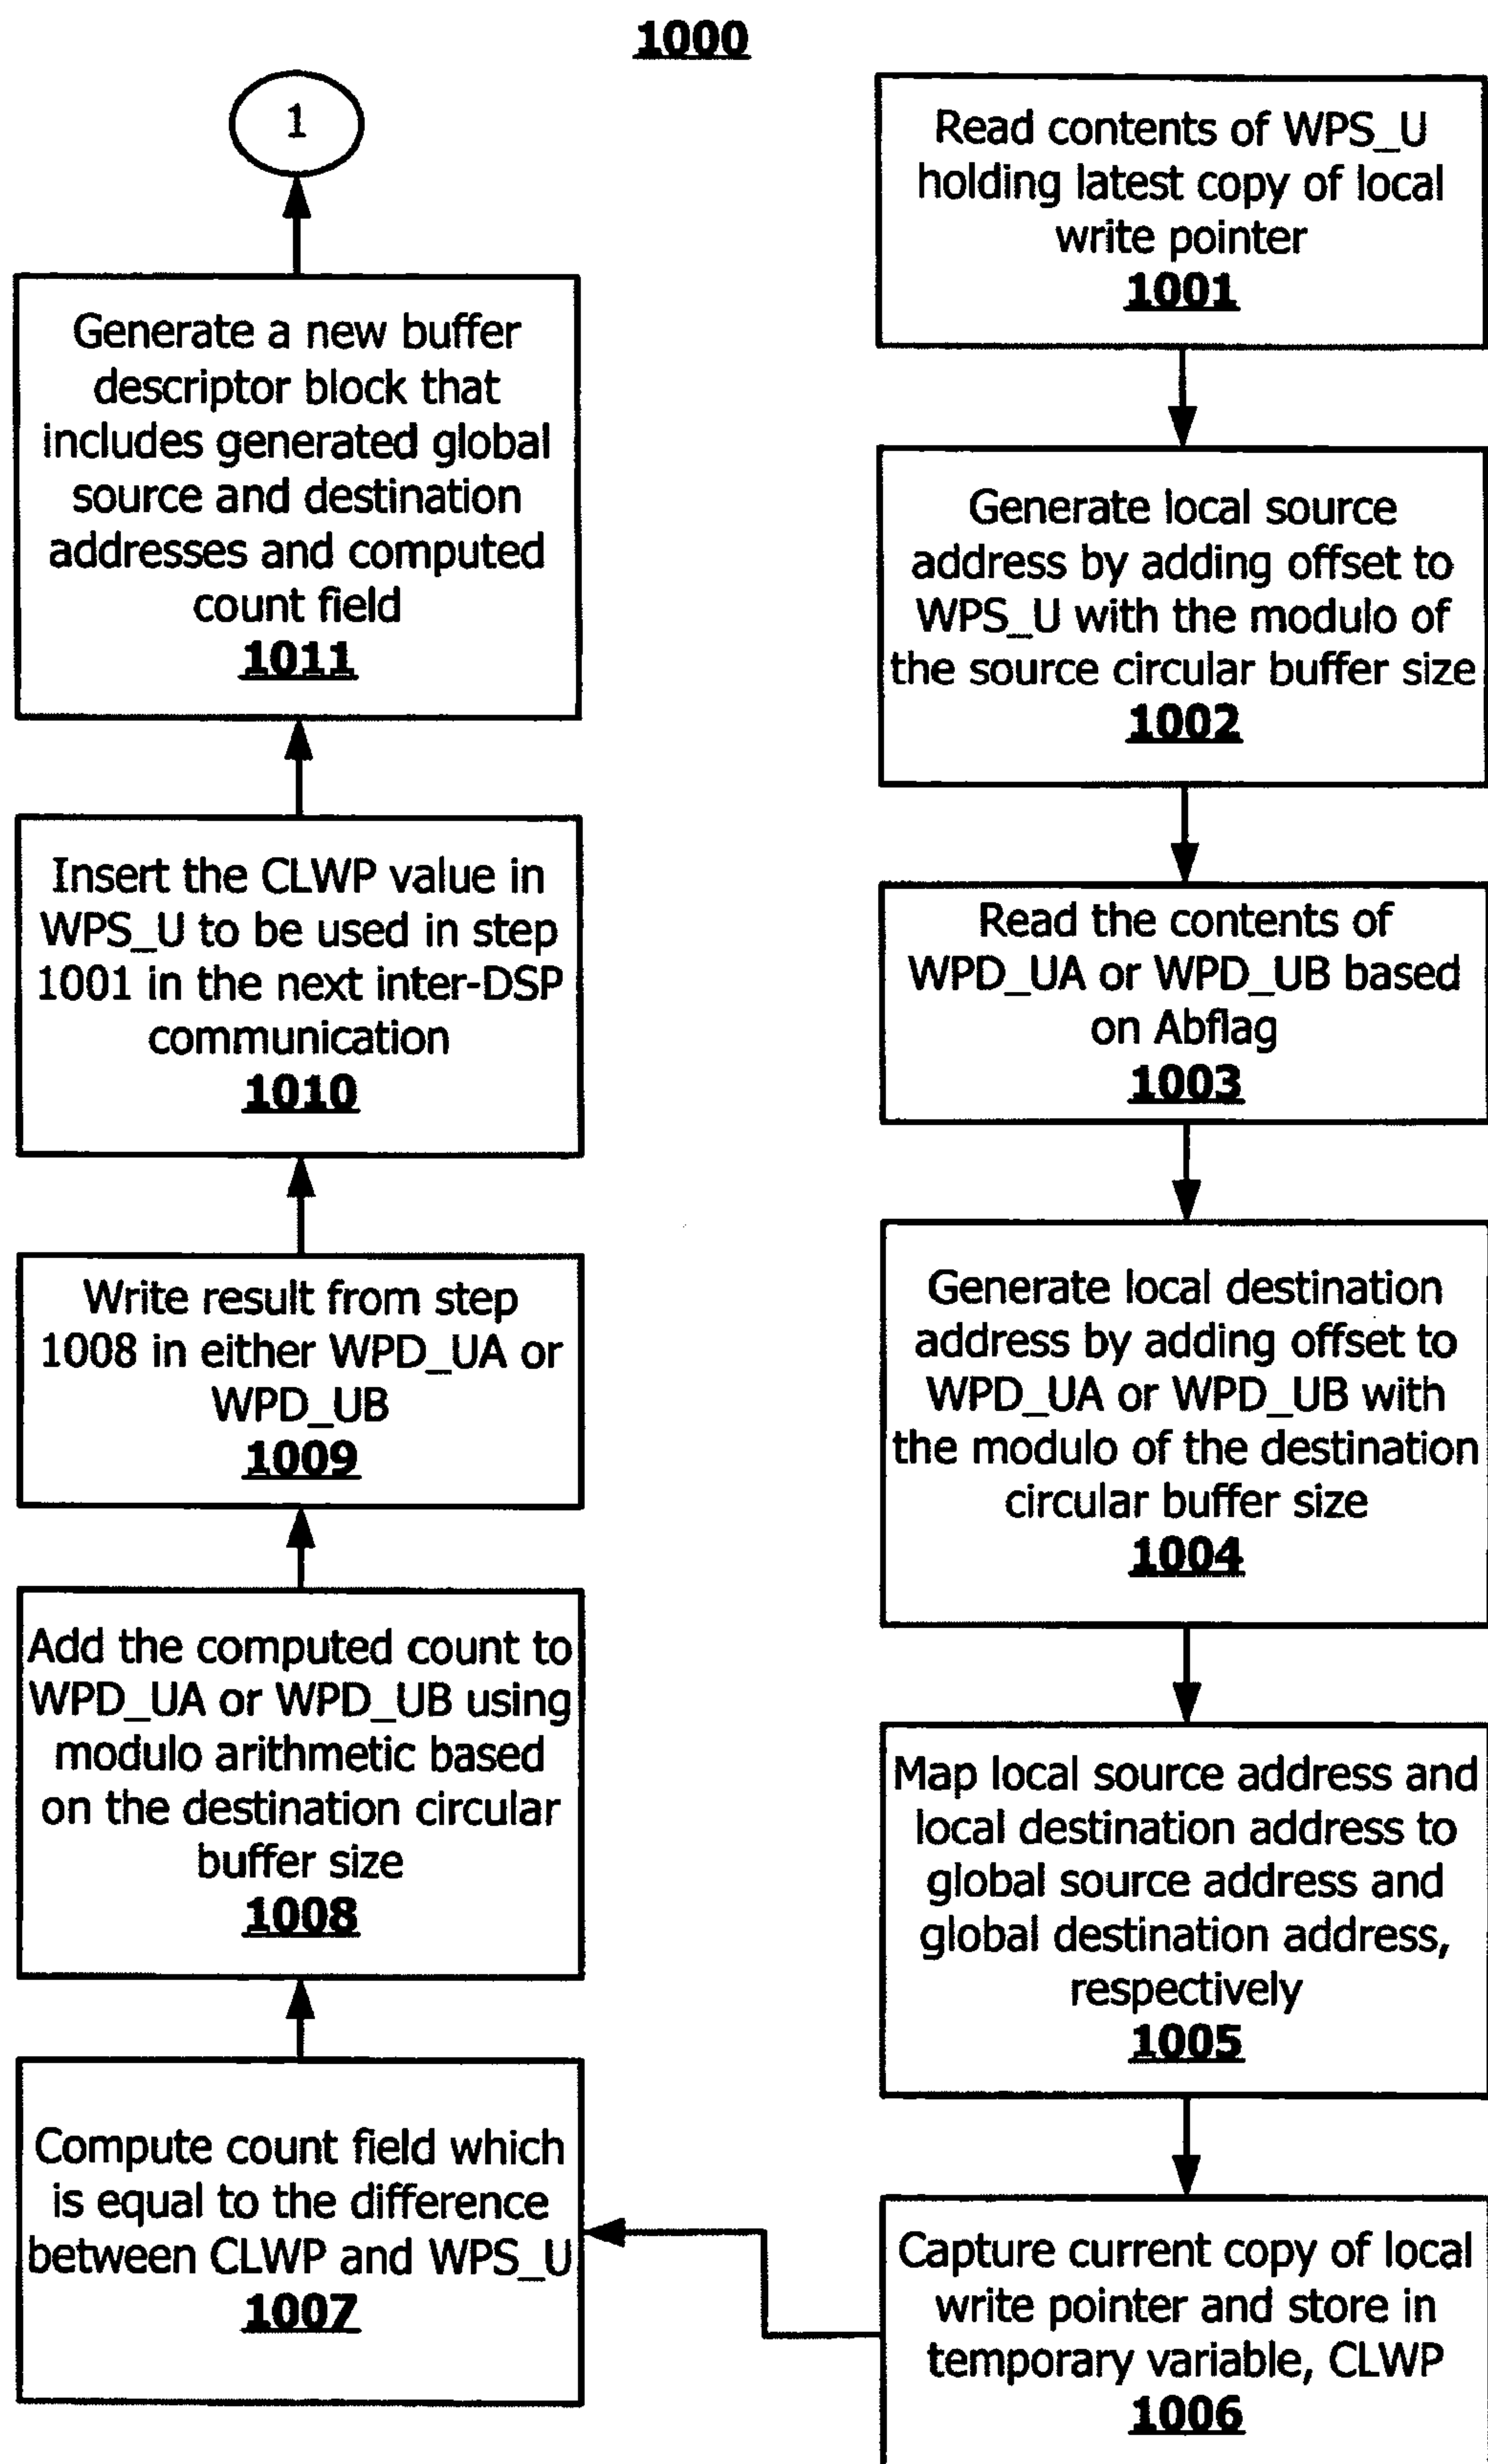 1000
Read contents of WPS_U
holding latest copy of local
write pointer
1001
Generate local source
address by adding offset to
WPS_U with the modulo of
the source circular buffer size
1002
Read the contents of
WPD_UA or WPD_UB based
on Abflag
1003
Generate local destination
address by adding offset to
WPD_UA or WPD_UB with
the modulo of the destination
circular buffer size
1004
Map local source address and
local destination address to
global source address and
global destination address,
respectively
1005
Capture current copy of local
write pointer and store in
temporary variable, CLWP
1006
Compute count field which
is equal to the difference
between CLWP and WPS_U
1007
Add the computed count to
WPD_UA or WPD_UB using
modulo arithmetic based
on the destination circular
buffer size
1008
Write result from step
1008 in either WPD_UA or
WPD_UB
1009
Insert the CLWP value in
WPS_U to be used in step
1001 in the next inter-DSP
communication
1010
Generate a new buffer
descriptor block that
includes generated global
source and destination
addresses and computed
count field
1011
1